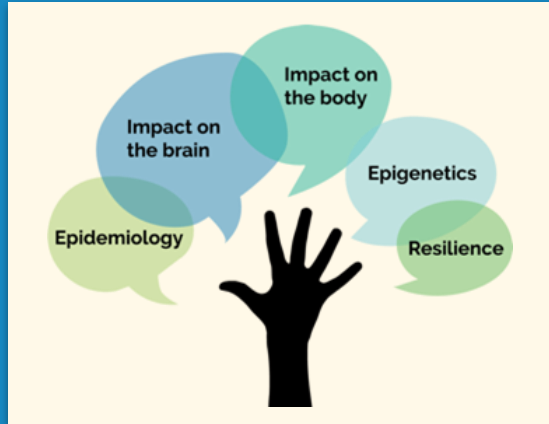 Impact on
the body
Impact on
the brain
Epigenetics
Epidemiology
Resilience